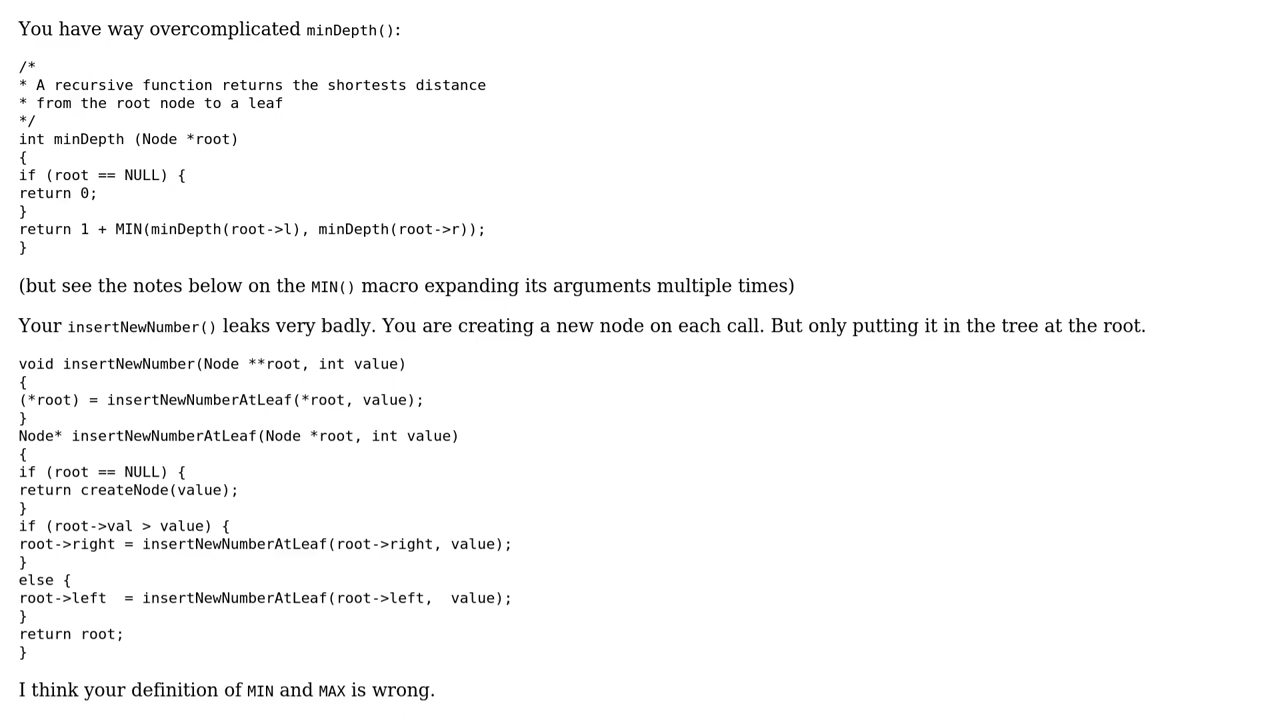 You have way overcomplicated minDepth():
/*
* A recursive function returns the shortests distance
* from the root node to a leaf
*/
int minDepth (Node *root)
{
if (root == NULL) {
return 0;
}
return 1 + MIN(minDepth(root->l), minDepth(root->r));
}
(but see the notes below on the MIN() macro expanding its arguments multiple times)
Your insertNewNumber() leaks very badly. You are creating a new node on each call. But only putting it in the tree at the root.
void insertNewNumber(Node **root, int value)
{
(*root) = insertNewNumberAtLeaf(*root, value);
}
Node* insertNewNumberAtLeaf(Node *root, int value)
{
if (root == NULL) {
return createNode(value);
}
if (root->val > value) {
root->right = insertNewNumberAtLeaf(root->right, value);
}
else {
root->left  = insertNewNumberAtLeaf(root->left,  value);
}
return root;
}
I think your definition of MIN and MAX is wrong.